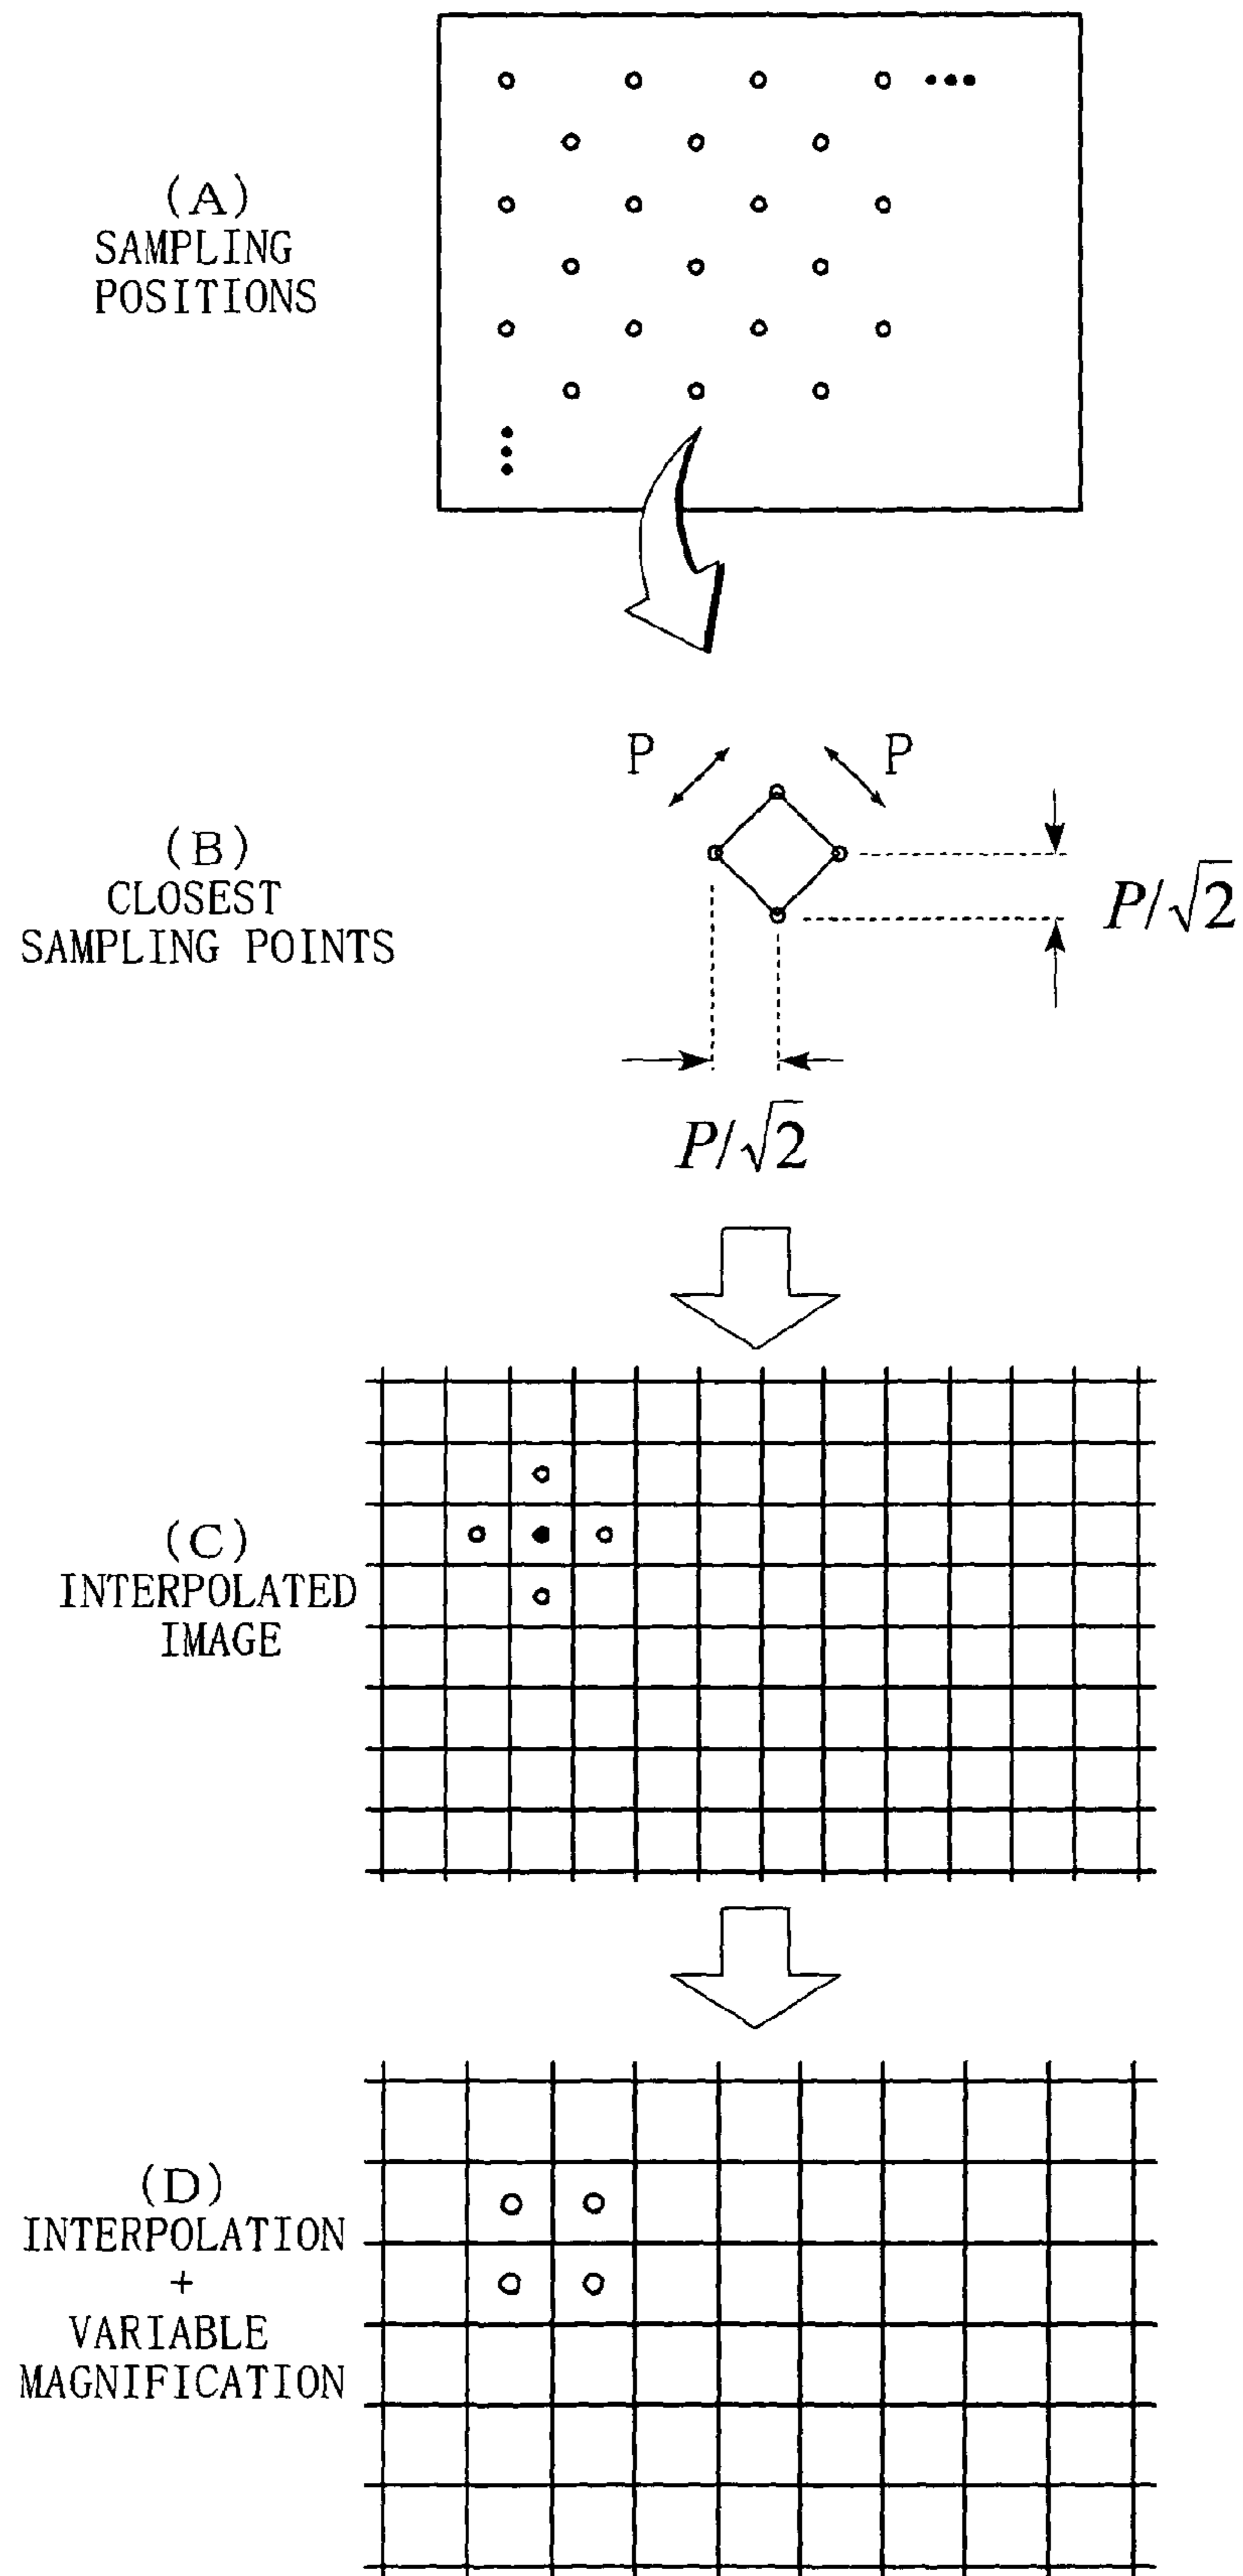 (A)
SAMPLING
POSITIONS
P P
(B)
CLOSEST
SAMPLING POINTS
P/√2
P/√2
(C)
INTERPOLATED
IMAGE
(D)
INTERPOLATION
+
VARIABLE
MAGNIFICATION